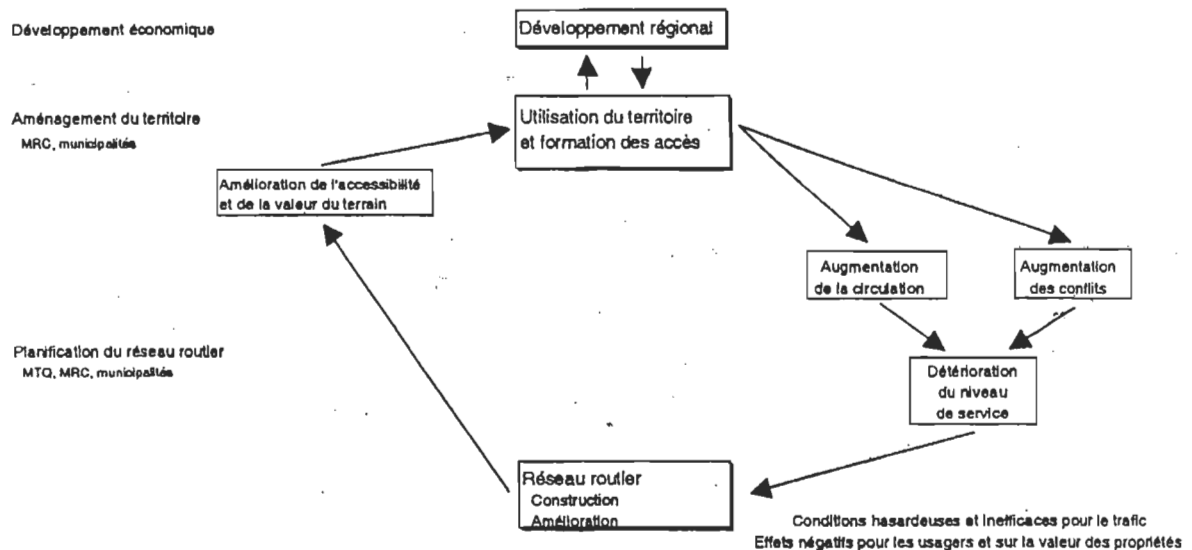 Développement économique
Développement régional
Aménagement du territoire
MRC, municipalités
Utilisation du territoire
et formation des accès
Amélioration de l'accessibilité
et de la valeur du terrain
Augmentation
de la circulation
Augmentation
des conflits
Planification du réseau routier
MTQ, MRC, municipalités
Détérioration
du niveau
de service
Réseau routier
Construction
Amélioration
Conditions hasardeuses et inefficaces pour le trafic
Effets négatifs pour les usagers et sur la valeur des propriétés